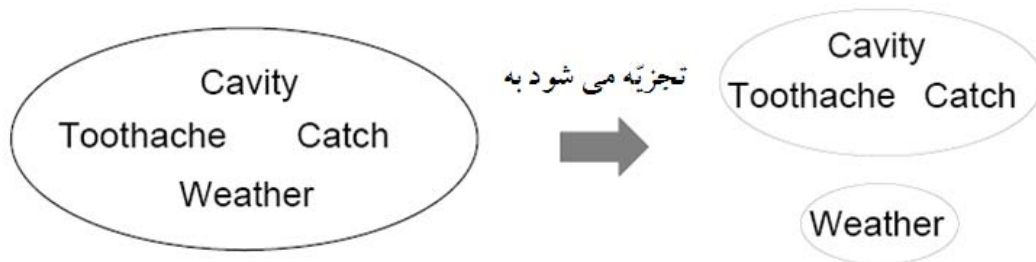 Cavity
Toothache Catch
Weather
تجزیّه می شود به
Cavity
Toothache Catch
Weather